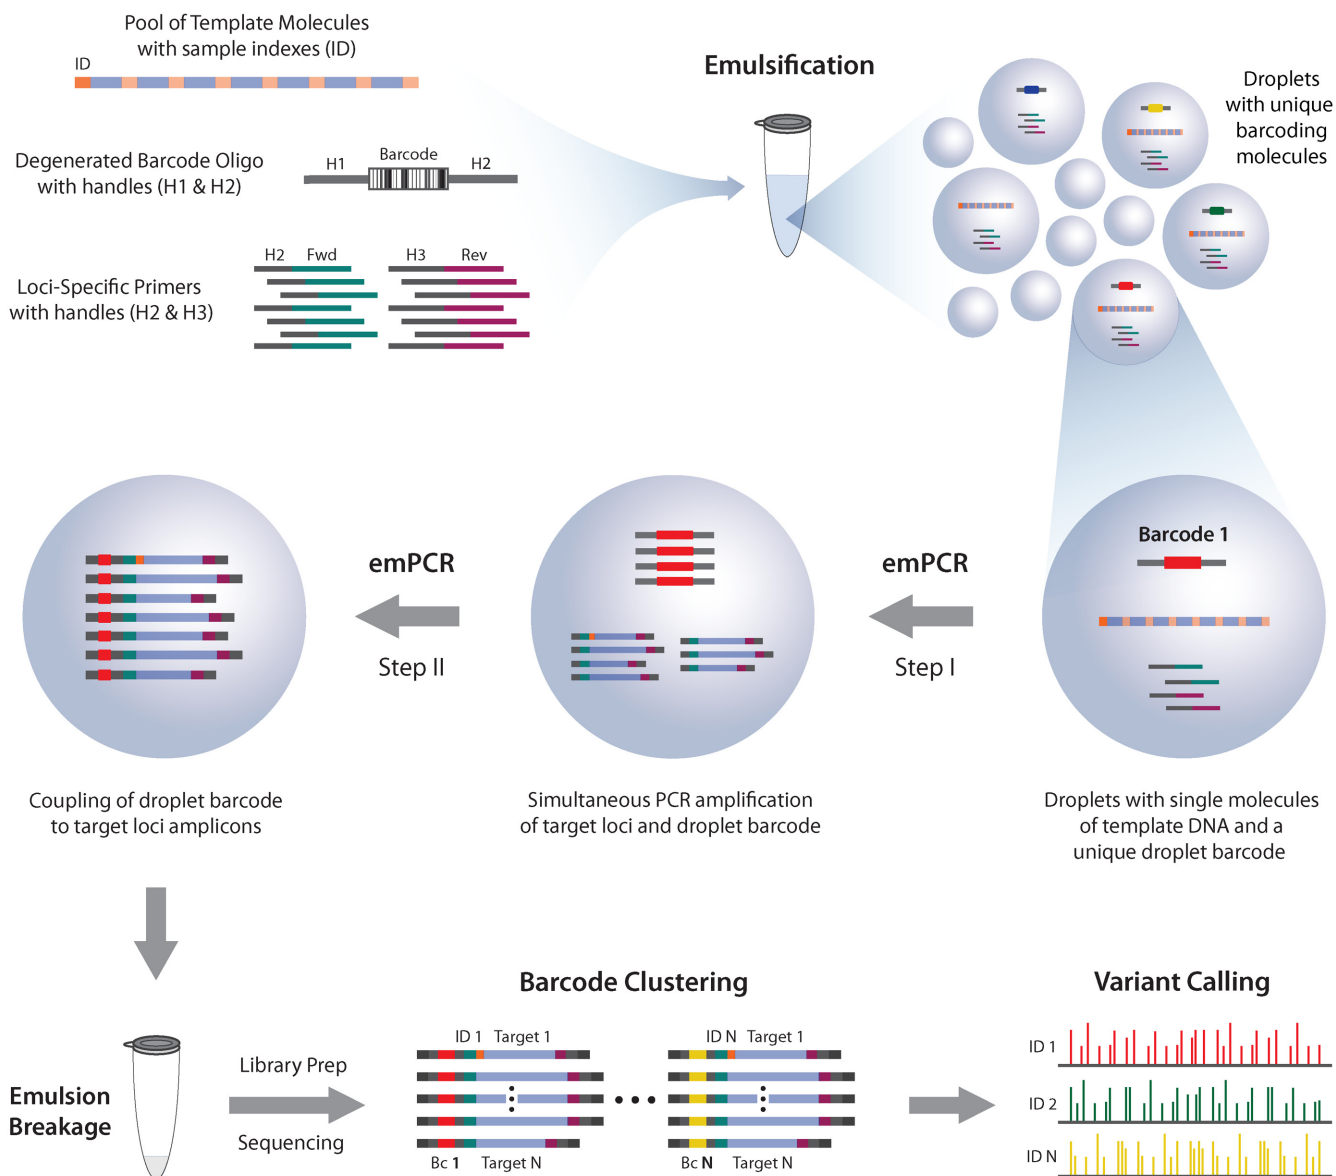 Pool of Template Molecules
with sample indexes (ID)
ID
Degenerated Barcode Oligo
with handles (H1 & H2)
H1
Barcode
H2
Loci-Specific Primers
with handles (H2 & H3)
H2
Fwd
H3
Rev
Emulsification
Droplets
with unique
barcoding
molecules
Barcode 1
Droplets with single molecules
of template DNA and a
unique droplet barcode
emPCR
Step I
Simultaneous PCR amplification
of target loci and droplet barcode
emPCR
Step II
Coupling of droplet barcode
to target loci amplicons
Emulsion
Breakage
Library Prep
Sequencing
Barcode Clustering
ID 1
Target 1
Bc 1
Target N
ID N
Target 1
Bc N
Target N
Variant Calling
ID 1
ID 2
ID N